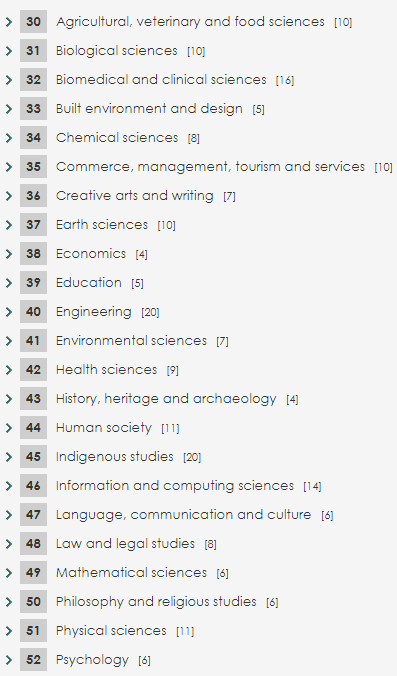 30 Agricultural, veterinary and food sciences [10]
31 Biological sciences [10]
32 Biomedical and clinical sciences [16]
33 Built environment and design [5]
34 Chemical sciences [8]
35 Commerce, management, tourism and services [10]
36 Creative arts and writing [7]
37 Earth sciences [10]
38 Economics [4]
39 Education [5]
40 Engineering [20]
41 Environmental sciences [7]
42 Health sciences [9]
43 History, heritage and archaeology [4]
44 Human society [11]
45 Indigenous studies [20]
46 Information and computing sciences [14]
47 Language, communication and culture [6]
48 Law and legal studies [8]
49 Mathematical sciences [6]
50 Philosophy and religious studies [6]
51 Physical sciences [11]
52 Psychology [6]